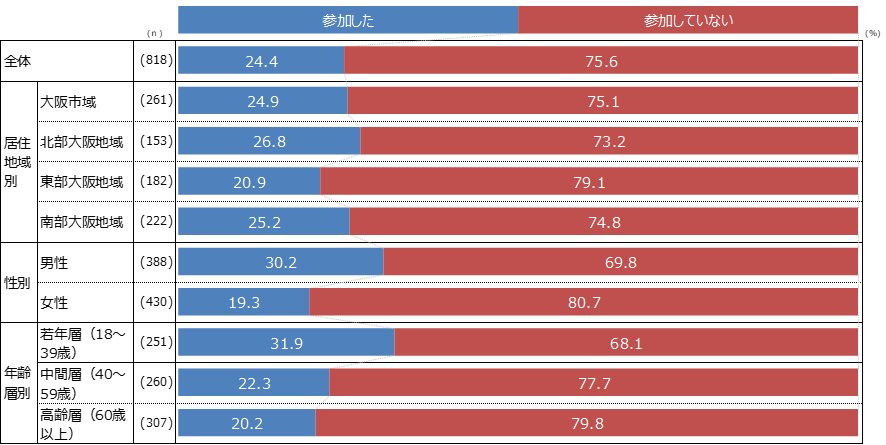 参加した 参加していない
(n) (%)
全体 (818) 24.4 75.6
居住
地域
別
大阪市域 (261) 24.9 75.1
北部大阪地域 (153) 26.8 73.2
東部大阪地域 (182) 20.9 79.1
南部大阪地域 (222) 25.2 74.8
性別
男性 (388) 30.2 69.8
女性 (430) 19.3 80.7
年齢
層別
若年層（18～
39歳） (251) 31.9 68.1
中間層（40～
59歳） (260) 22.3 77.7
高齢層（60歳
以上） (307) 20.2 79.8